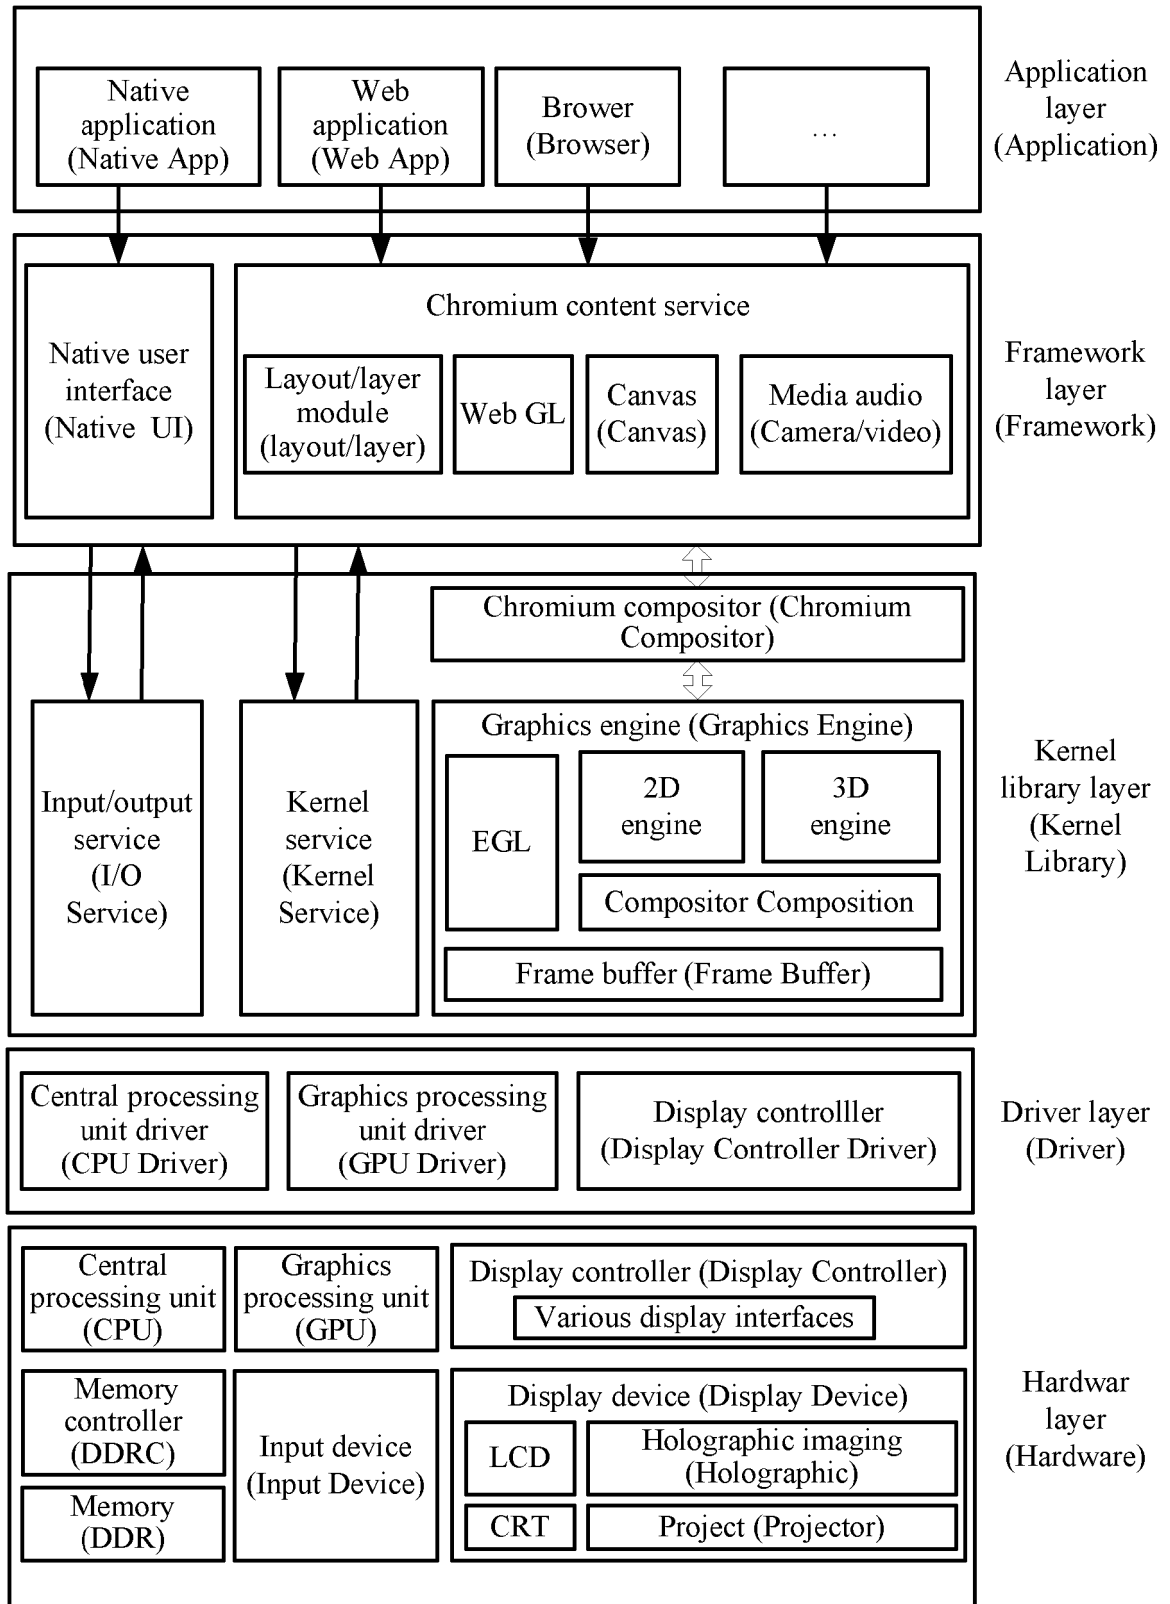 Native
application
(Native App)
Web
application
(Web App)
Brower
(Browser)
...
Application
layer
(Application)
Native user
interface
(Native UI)
Chromium content service
Layout/layer
module
(layout/layer)
Web GL
Canvas
(Canvas)
Media audio
(Camera/video)
Framework
layer
(Framework)
Chromium compositor (Chromium
Compositor)
Input/output
service
(I/O
Service)
Kernel
service
(Kernel
Service)
Graphics engine (Graphics Engine)
EGL
2D
engine
3D
engine
Compositor Composition
Frame buffer (Frame Buffer)
Kernel
library layer
(Kernel
Library)
Central processing
unit driver
(CPU Driver)
Graphics processing
unit driver
(GPU Driver)
Display controlller
(Display Controller Driver)
Driver layer
(Driver)
Central
processing unit
(CPU)
Graphics
processing unit
(GPU)
Display controller (Display Controller)
Various display interfaces
Memory
controller
(DDRC)
Memory
(DDR)
Input device
(Input Device)
Display device (Display Device)
LCD
Holographic imaging
(Holographic)
CRT
Project (Projector)
Hardwar
layer
(Hardware)